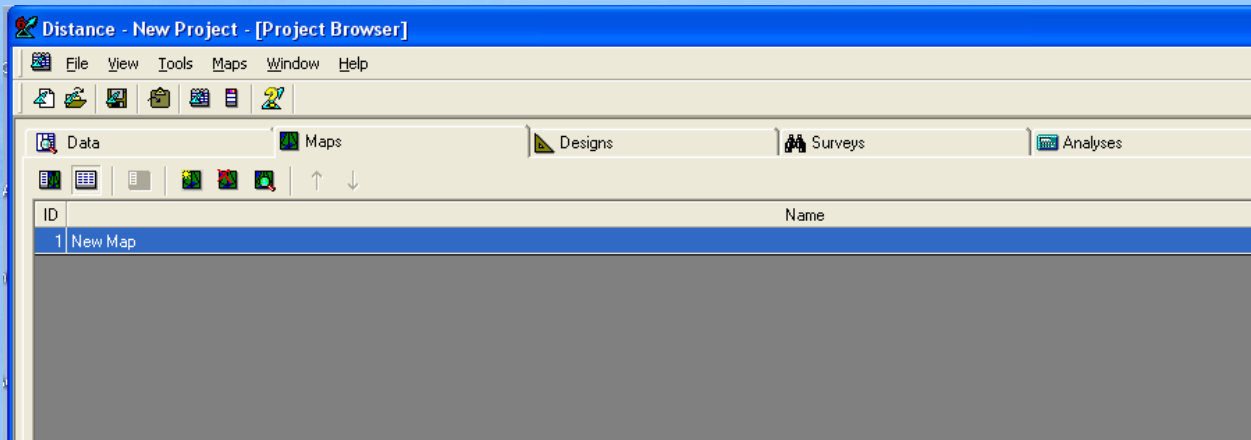 Distance - New Project - [Project Browser]
File View Tools Maps Window Help
Data Maps Designs Surveys Analyses
ID Name
1 New Map